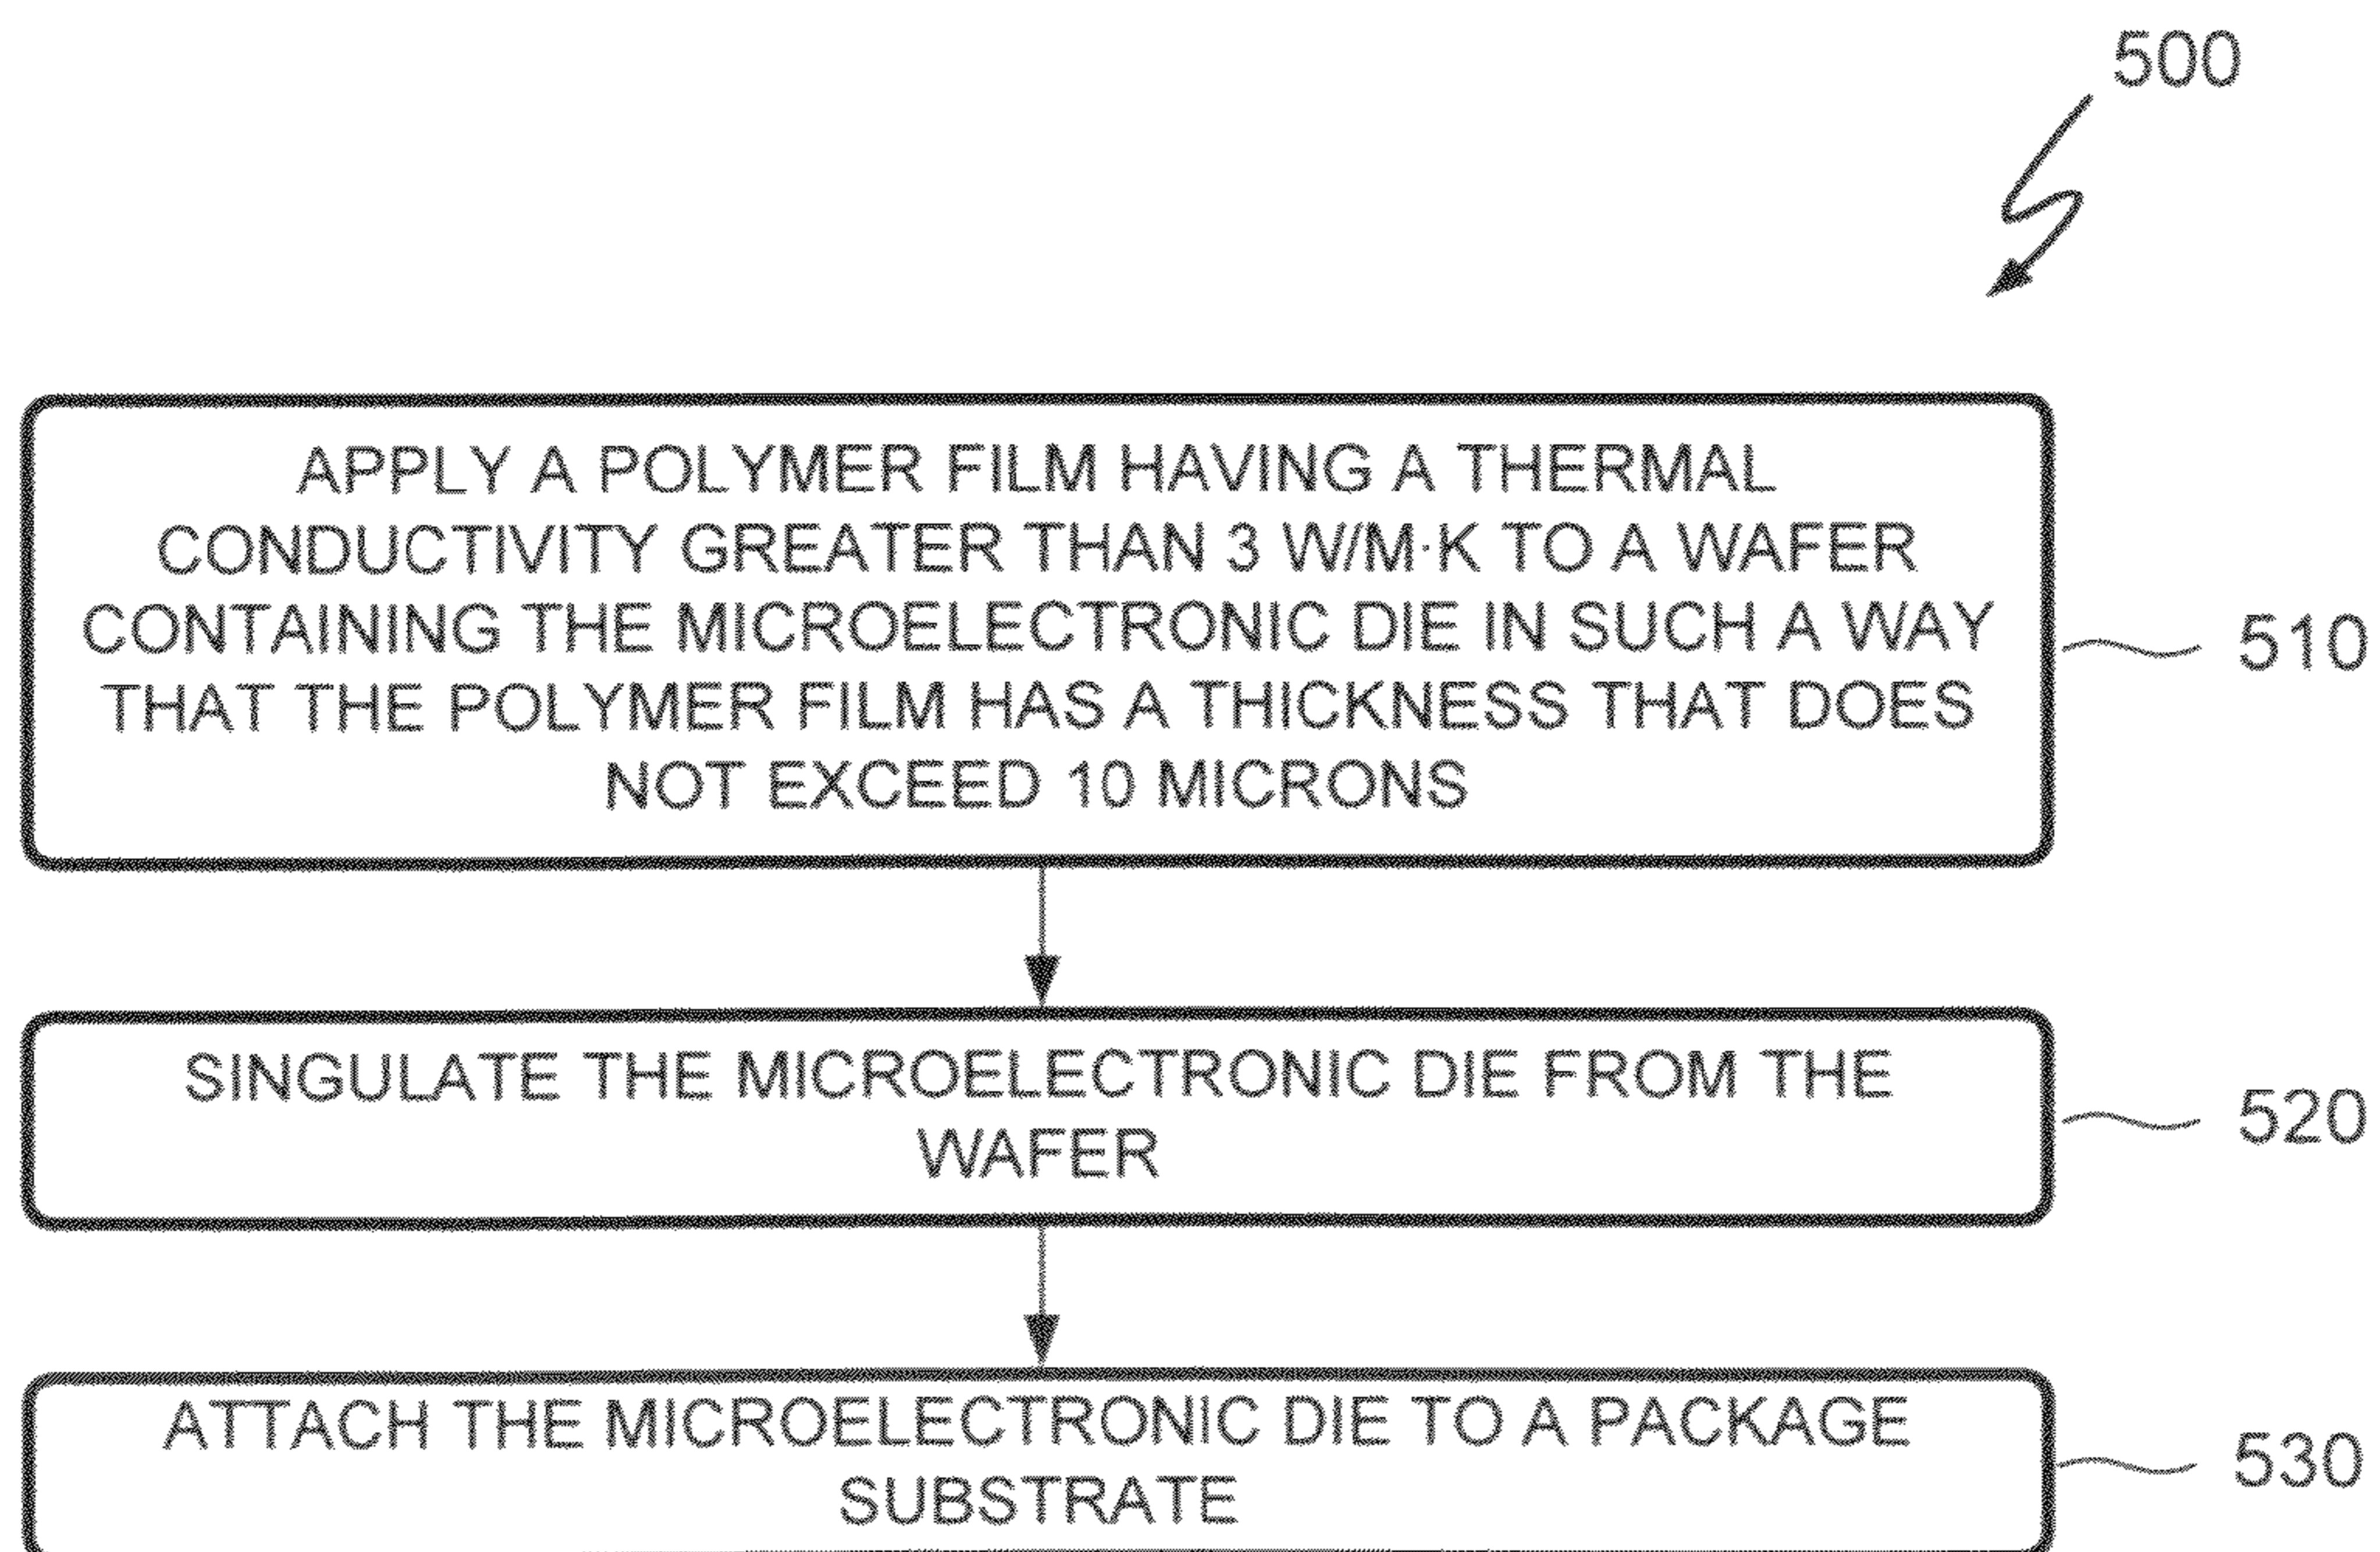 500
APPLY A POLYMER FILM HAVING A THERMAL
CONDUCTIVITY GREATER THAN 3 W/M·K TO A WAFER
CONTAINING THE MICROELECTRONIC DIE IN SUCH A WAY
THAT THE POLYMER FILM HAS A THICKNESS THAT DOES
NOT EXCEED 10 MICRONS
510
SINGULATE THE MICROELECTRONIC DIE FROM THE
WAFER
520
ATTACH THE MICROELECTRONIC DIE TO A PACKAGE
SUBSTRATE
530